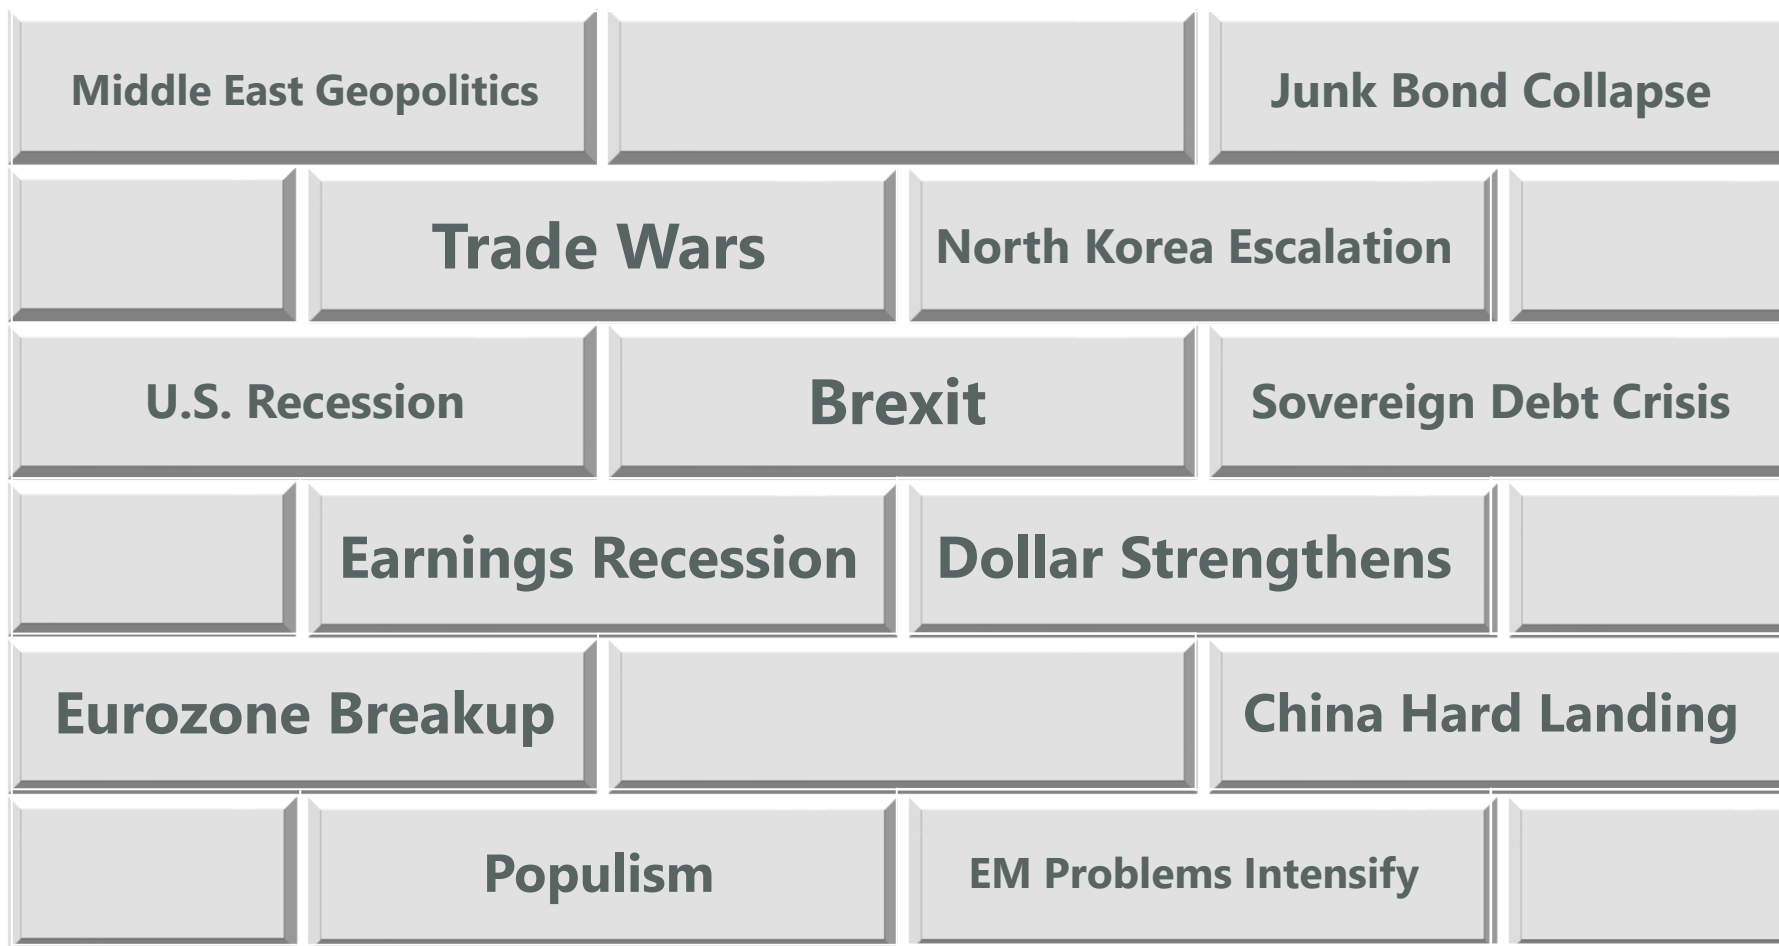 Middle East Geopolitics
Junk Bond Collapse
Trade Wars
North Korea Escalation
U.S. Recession
Brexit
Sovereign Debt Crisis
Earnings Recession
Dollar Strengthens
Eurozone Breakup
China Hard Landing
Populism
EM Problems Intensify